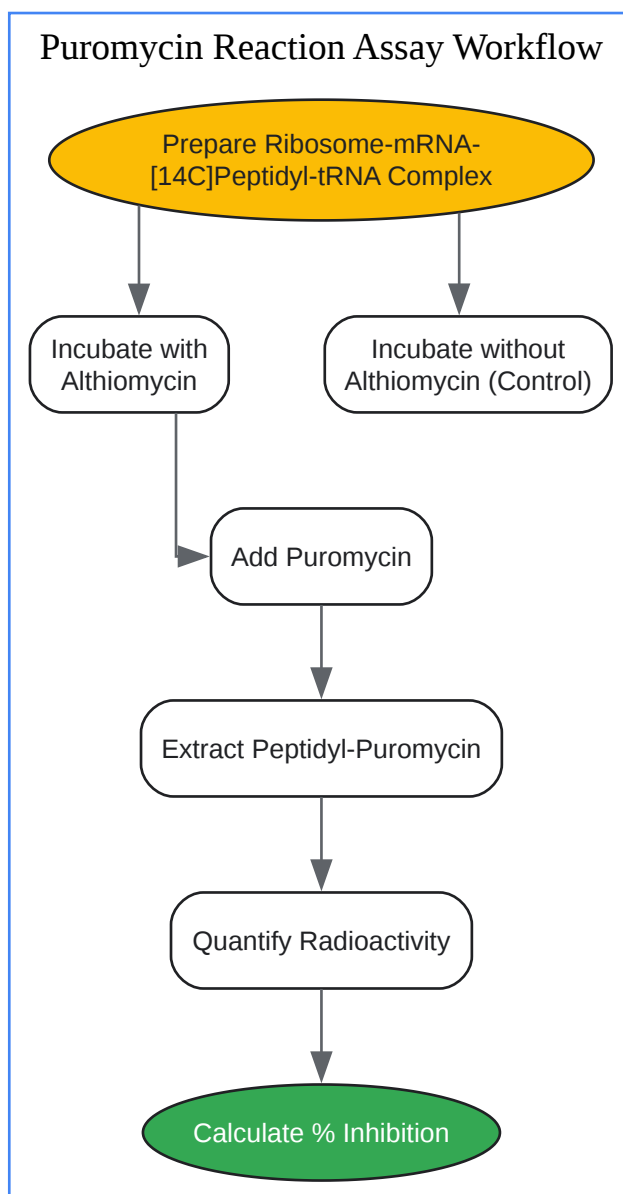 Puromycin Reaction Assay Workflow
Prepare Ribosome-mRNA-
[14C]Peptidyl-tRNA Complex
Incubate with
Althiomycin
Incubate without
Althiomycin (Control)
Add Puromycin
Extract Peptidyl-Puromycin
Quantify Radioactivity
Calculate % Inhibition